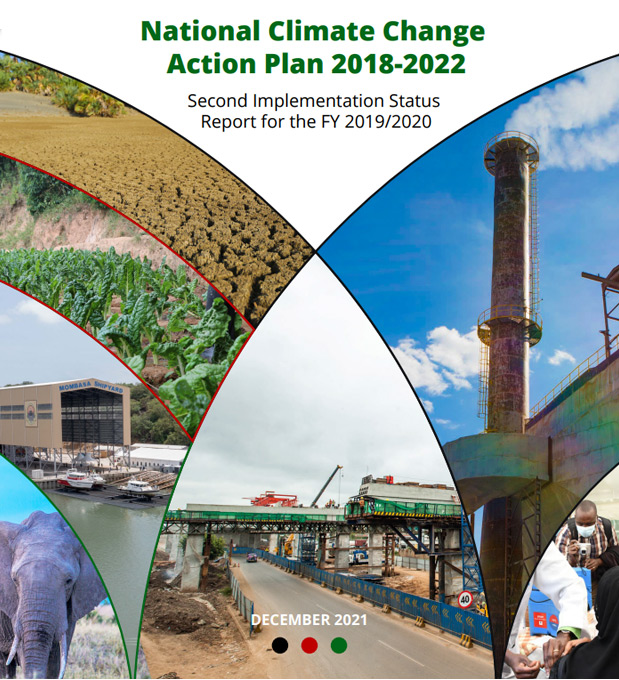 National Climate Change
Action Plan 2018-2022
Second Implementation Status
Report for the FY 2019/2020
MOMBASA SHIPYARD
40
DECEMBER 2021